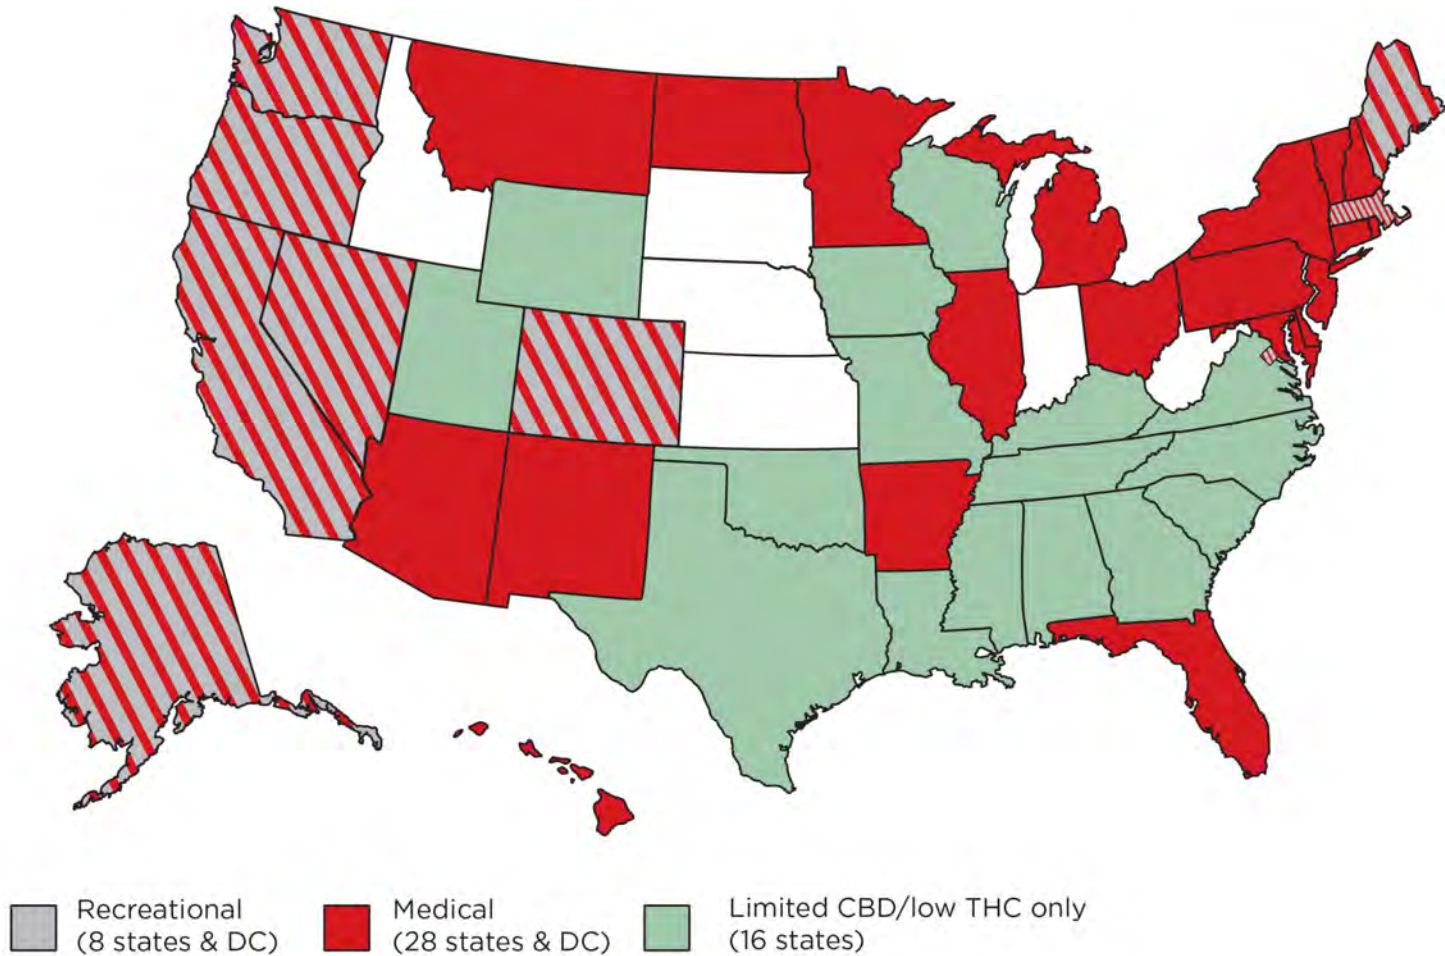 Recreational
(8 states & DC)
Medical
(28 states & DC)
Limited CBD/low THC only
(16 states)